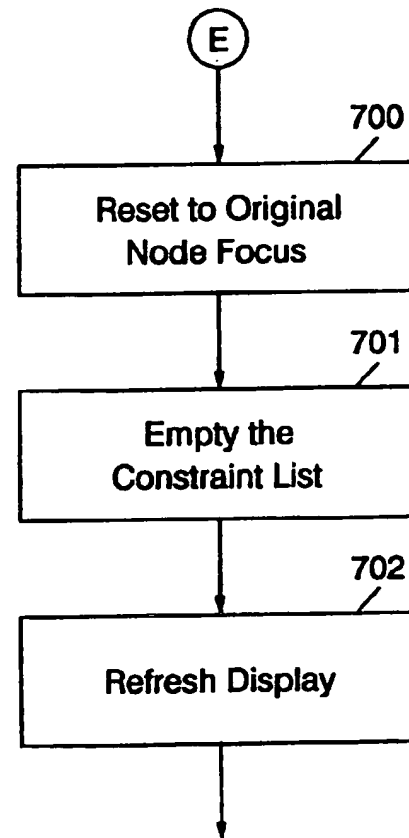 E
700
Reset to Original
Node Focus
701
Empty the
Constraint List
702
Refresh Display